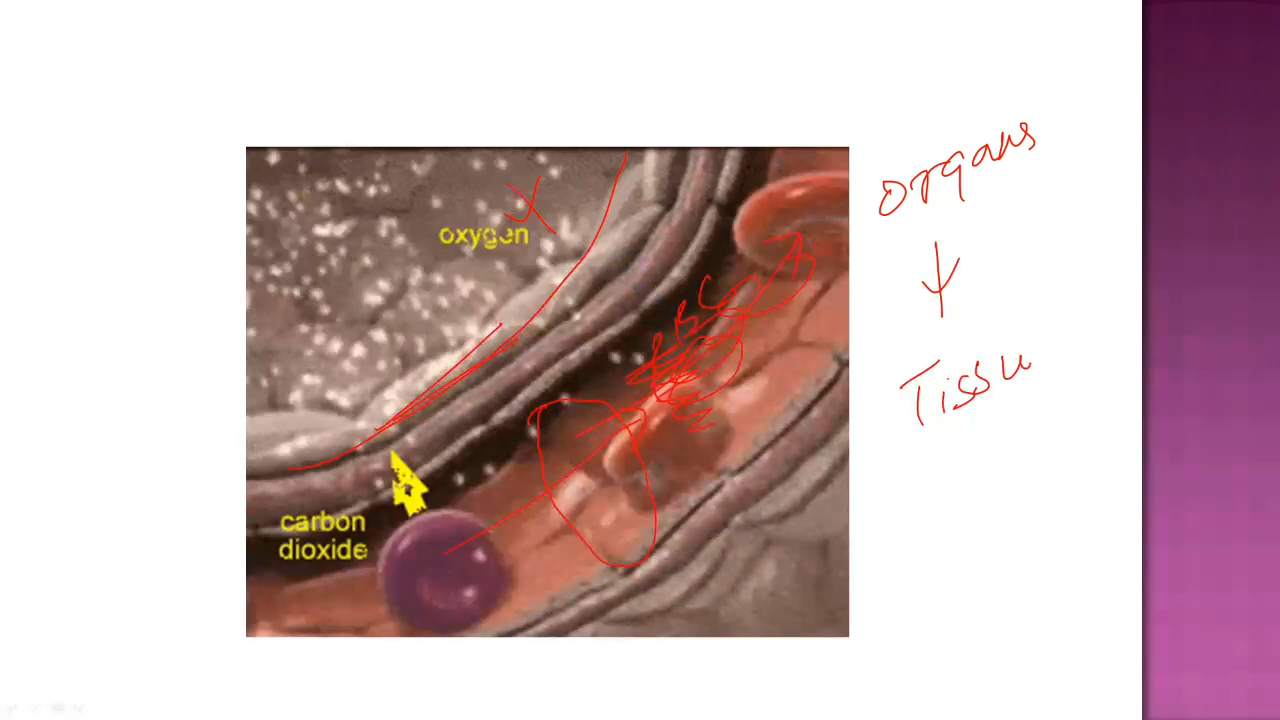 oxygen
carbon
dioxide
organs
Tissu